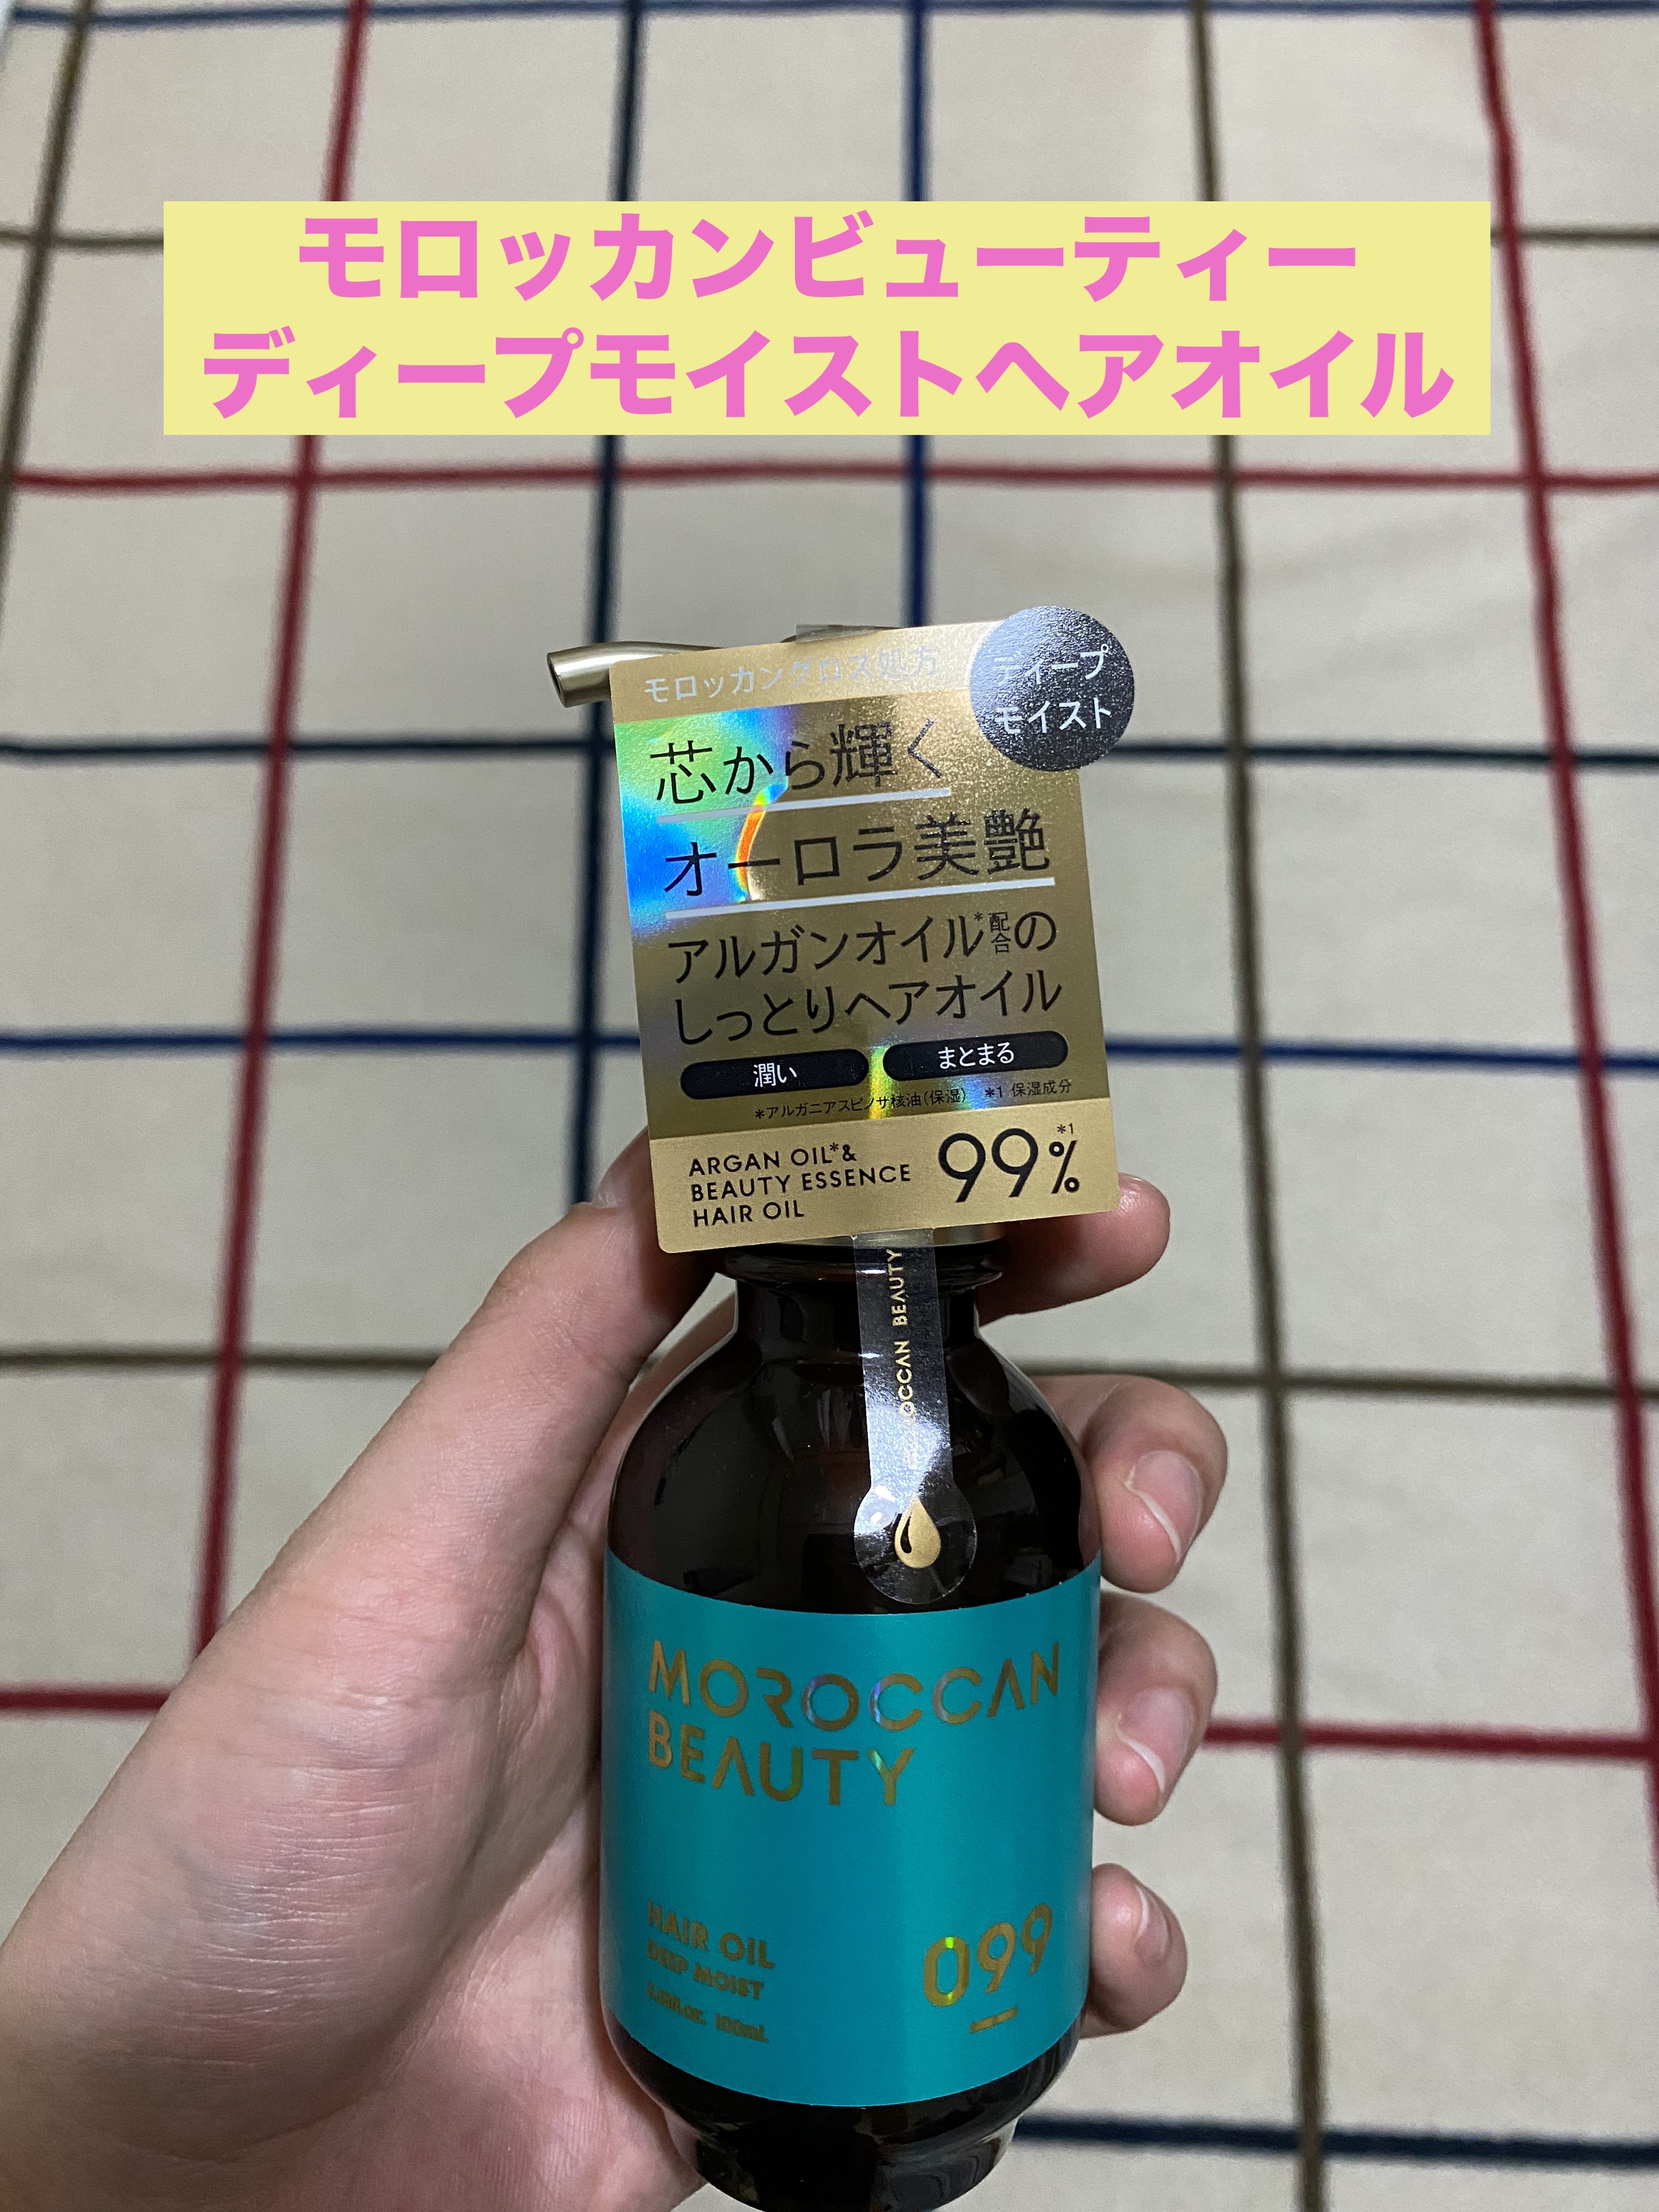 モロッカンビューティー
ディープモイストヘアオイル
モロッカングロス処方
ディープ
モイスト
芯から輝く
オーロラ美艶
アルガンオイル*配合の
しっとりヘアオイル
潤い まとまる
*アルガニアスピノサ核油(保湿) *1 保湿成分
ARGAN OIL*&
BEAUTY ESSENCE
HAIR OIL
99%*1
MOROCCAN BEAUTY
MOROCCAN
BEAUTY
HAIR OIL
DEEP MOIST
100mL
099